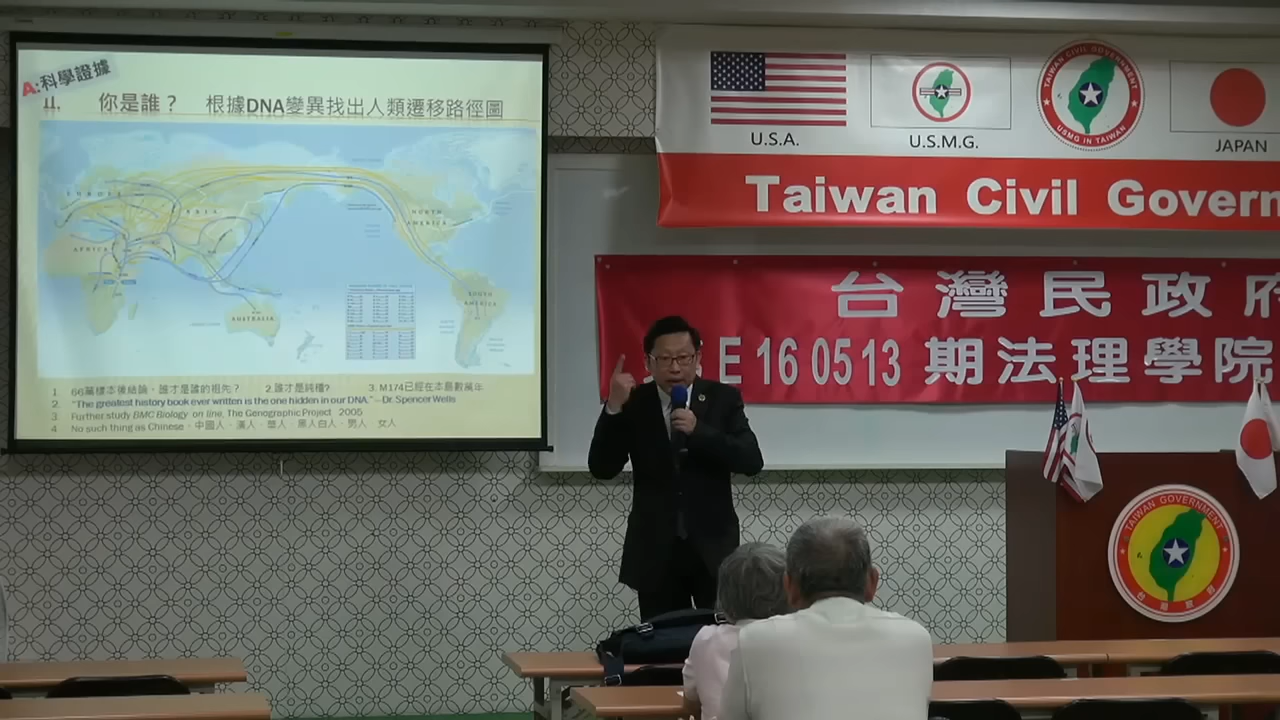 A:科學證據
II. 你是誰？ 根據DNA變異找出人類遷移路徑圖
EUROPE
ASIA
AFRICA
NORTH AMERICA
SOUTH AMERICA
AUSTRALIA
1. 66萬樣本後結論，誰才是誰的祖先？ 2.誰才是純種? 3. M174已經在本島數萬年
2. "The greatest history book ever written is the one hidden in our DNA." –Dr. Spencer Wells
3. Further study BMC Biology on line, The Genographic Project 2005
4. No such thing as Chinese、中國人、漢人、華人、黑人白人、男人 女人
U.S.A.
U.S.M.G.
TAIWAN CIVIL GOVERNMENT
USMG IN TAIWAN
JAPAN
Taiwan Civil Govern
台灣民政府
E 16 05 13 期法理學院
TAIWAN GOVERNMENT
台灣政府